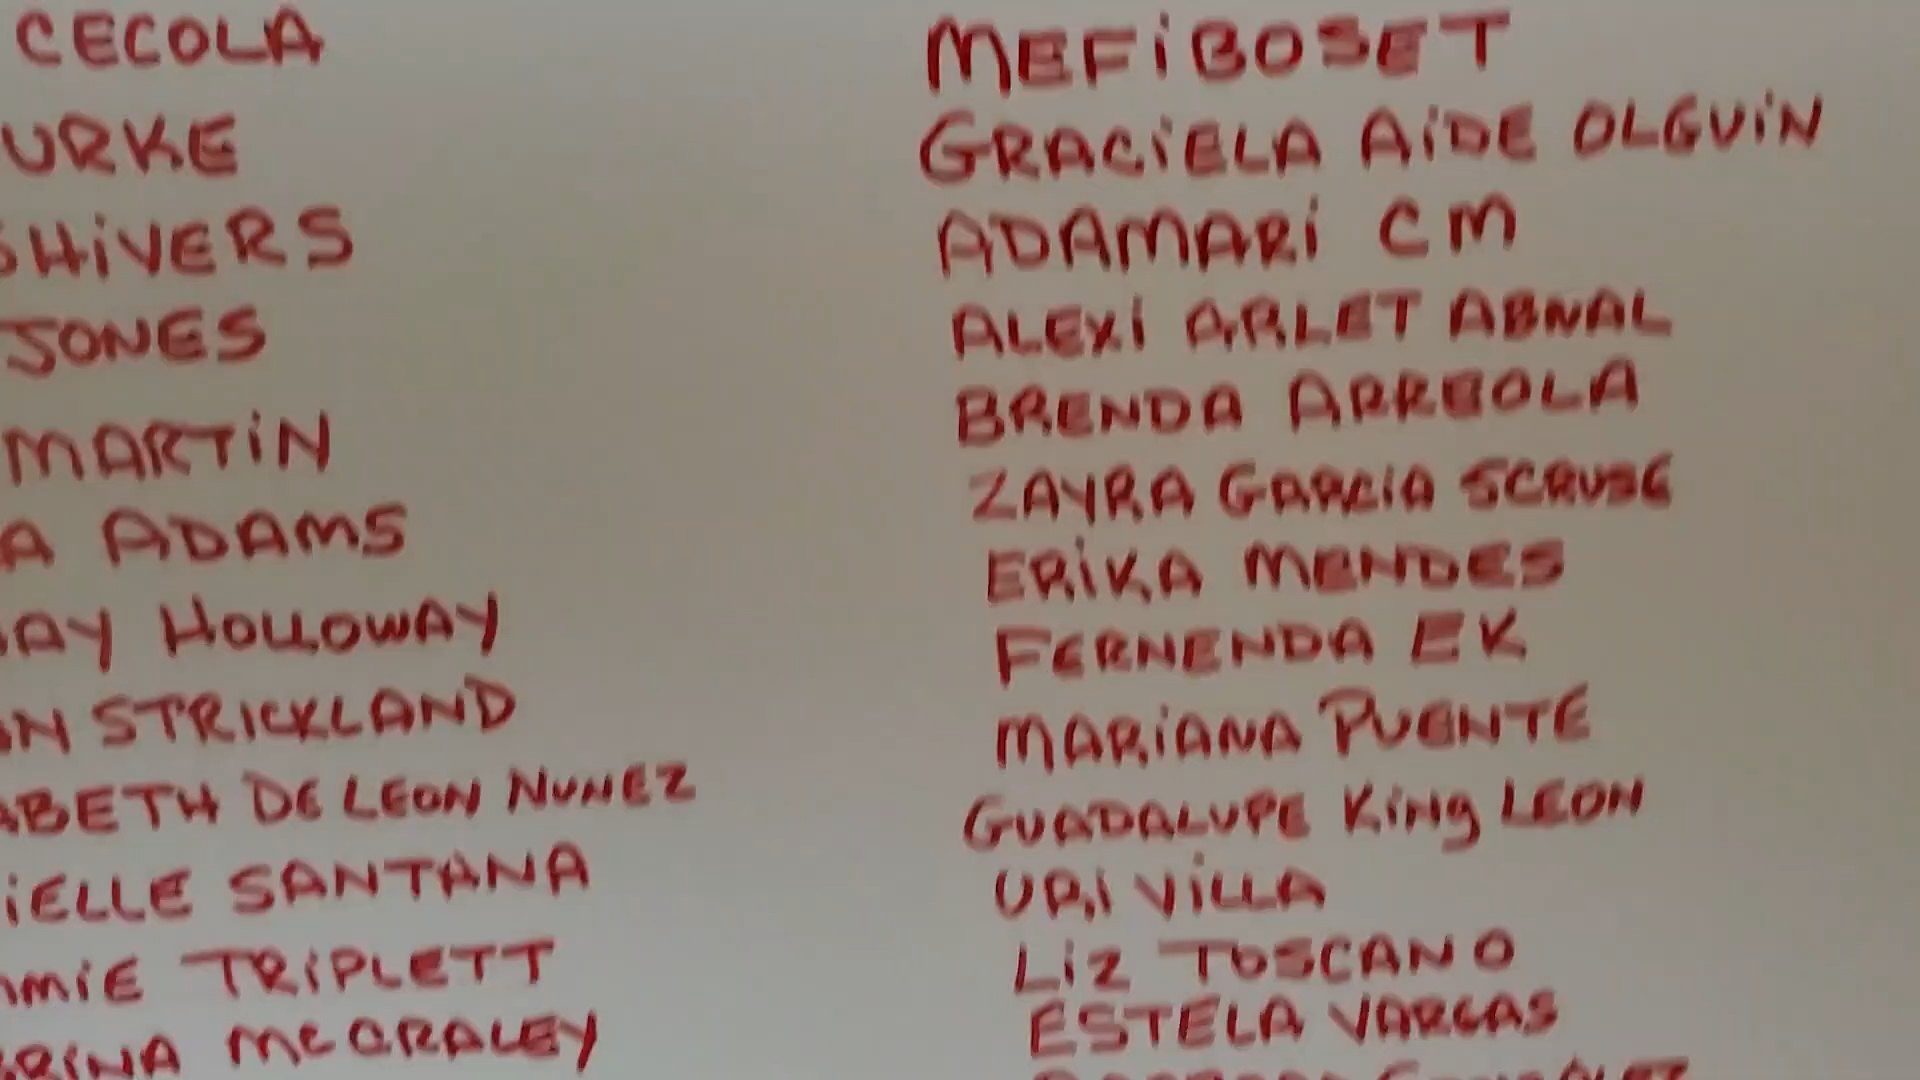 CECOLA
URKE
SHiVERS
JONES
MARTiN
A ADAMS
AY HOLLOWAY
N STRICKLAND
ABETH DE LEON NUNEZ
iELLE SANTANA
MiE TRiPLETT
RiNA McCRALEY
MEFiBOSET
GRACiELA AiDE OLGUiN
ADAMARi CM
ALEXi ARLET ABNAL
BRENDA ARREOLA
ZAYRA GARCiA
ERiKA MENDES
FERNENDA EK
MARiANA PUENTE
GUADALUPE KiNg LEON
URi ViLLA
LiZ TOSCANO
ESTELA VARGAS
GONZÁLEZ